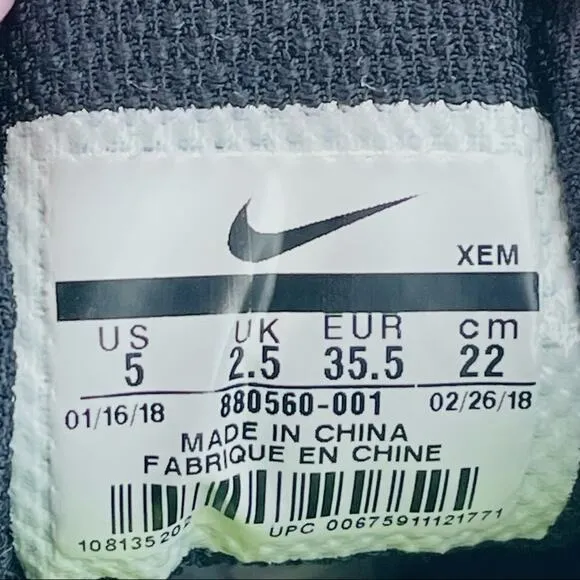 XEM
US UK EUR cm
5 2.5 35.5 22
01/16/18 880560-001 02/26/18
MADE IN CHINA
FABRIQUE EN CHINE
UPC 00675911121771